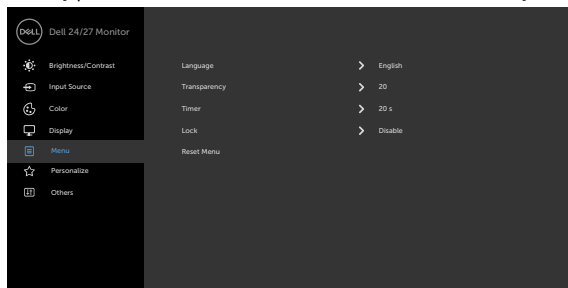 DELL Dell 24/27 Monitor
Brightness/Contrast
Input Source
Color
Display
Menu
Personalize
Others
Language English
Transparency 20
Timer 20 s
Lock Disable
Reset Menu